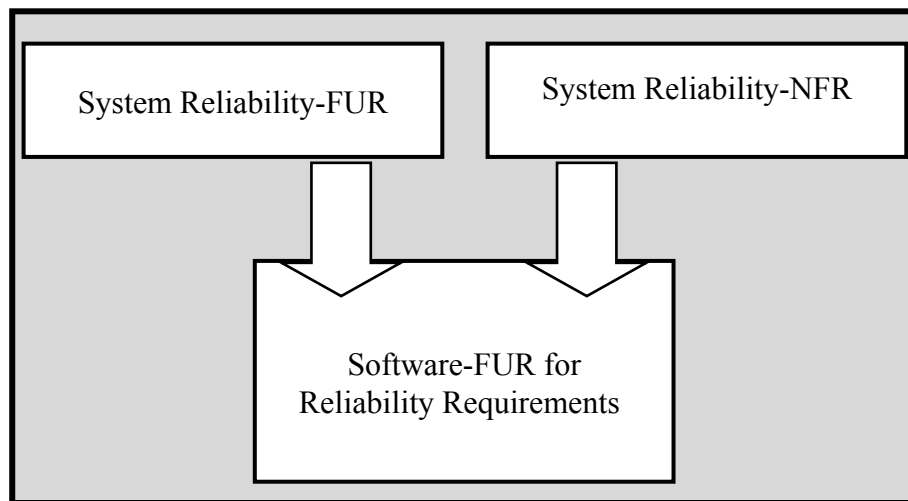 System Reliability-FUR
System Reliability-NFR
Software-FUR for
Reliability Requirements